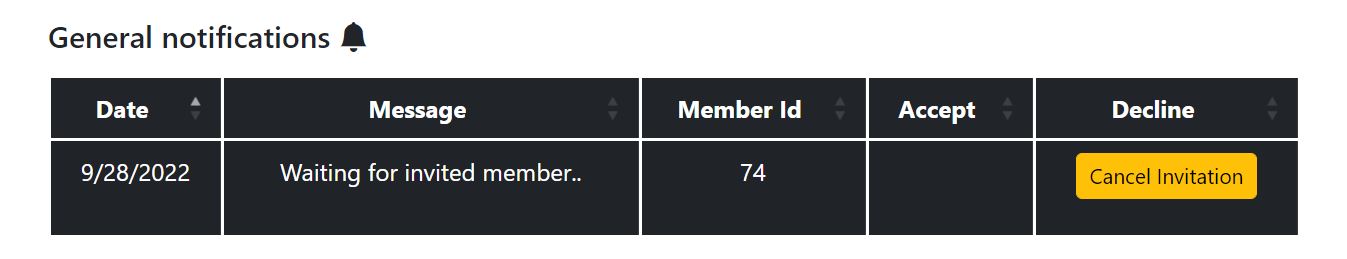 General notifications
Date Message Member Id Accept Decline
9/28/2022 Waiting for invited member.. 74 Cancel Invitation